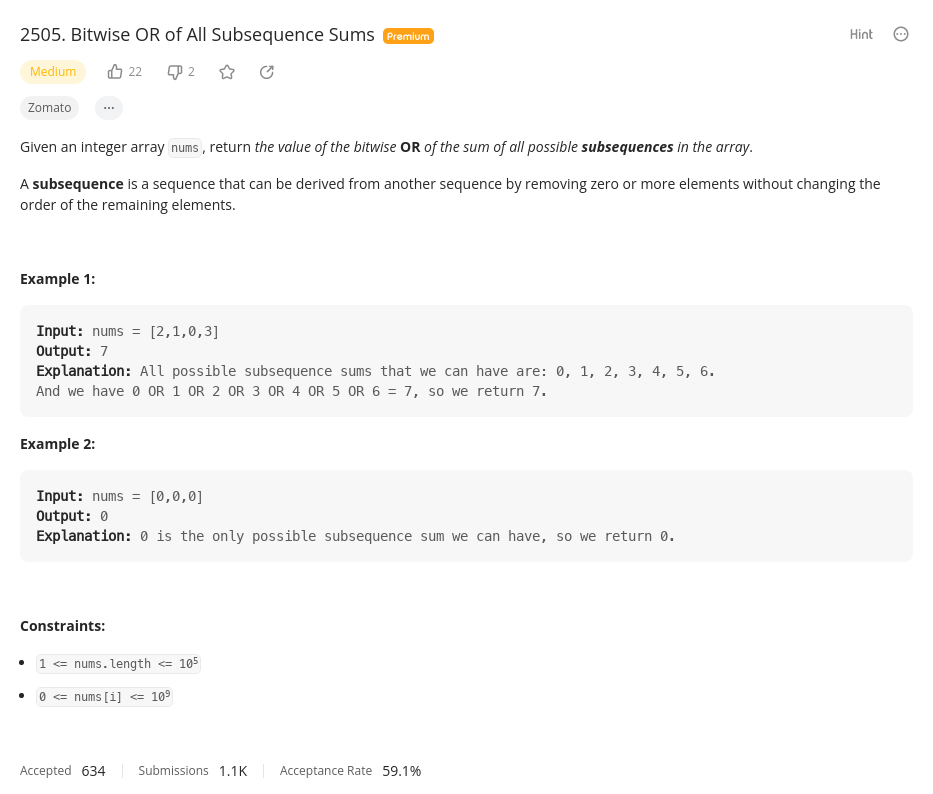 2505. Bitwise OR of All Subsequence Sums Premium Hint
Medium 22 2
Zomato ...
Given an integer array nums, return the value of the bitwise OR of the sum of all possible subsequences in the array.
A subsequence is a sequence that can be derived from another sequence by removing zero or more elements without changing the
order of the remaining elements.
Example 1:
Input: nums = [2,1,0,3]
Output: 7
Explanation: All possible subsequence sums that we can have are: 0, 1, 2, 3, 4, 5, 6.
And we have 0 OR 1 OR 2 OR 3 OR 4 OR 5 OR 6 = 7, so we return 7.
Example 2:
Input: nums = [0,0,0]
Output: 0
Explanation: 0 is the only possible subsequence sum we can have, so we return 0.
Constraints:
• 1 <= nums.length <= 10⁵
• 0 <= nums[i] <= 10⁹
Accepted 634 Submissions 1.1K Acceptance Rate 59.1%